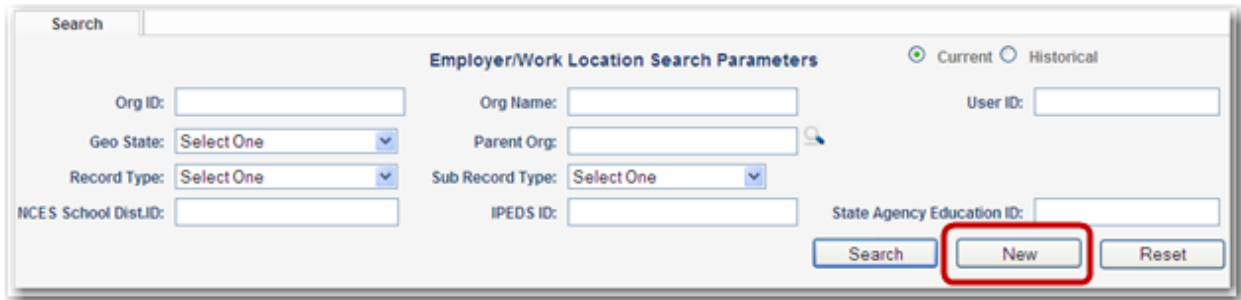 Search
Employer/Work Location Search Parameters Current Historical
Org ID: Org Name: User ID:
Geo State: Select One Parent Org:
Record Type: Select One Sub Record Type: Select One
NCES School Dist.ID: IPEDS ID: State Agency Education ID:
Search New Reset